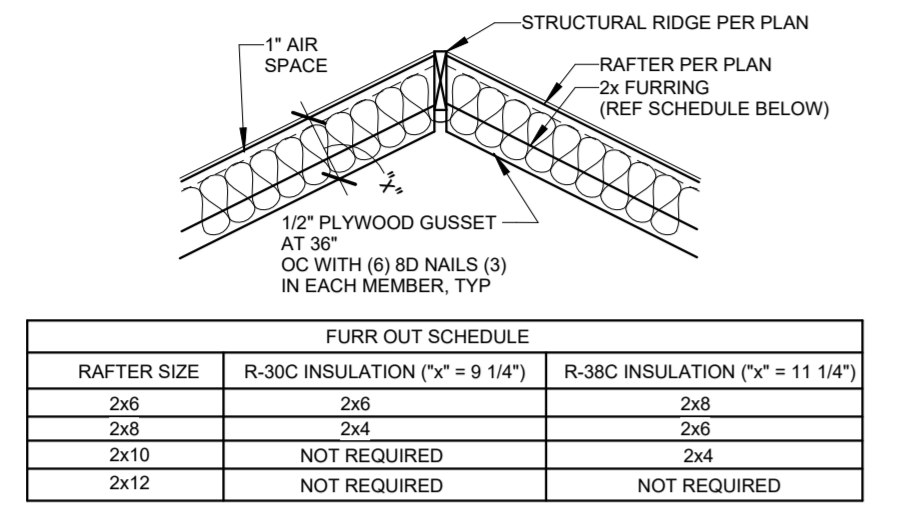 STRUCTURAL RIDGE PER PLAN
1" AIR
SPACE
RAFTER PER PLAN
2x FURRING
(REF SCHEDULE BELOW)
"x"
1/2" PLYWOOD GUSSET
AT 36"
OC WITH (6) 8D NAILS (3)
IN EACH MEMBER, TYP
FURR OUT SCHEDULE
RAFTER SIZE R-30C INSULATION ("x" = 9 1/4") R-38C INSULATION ("x" = 11 1/4")
2x6 2x6 2x8
2x8 2x4 2x6
2x10 NOT REQUIRED 2x4
2x12 NOT REQUIRED NOT REQUIRED